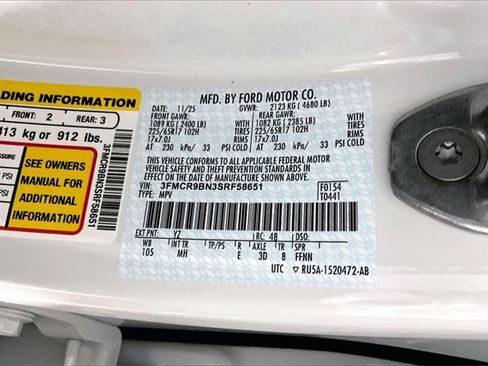 DING INFORMATION
FRONT: 2 REAR: 3
413 kg or 912 lbs.
SEE OWNERS
MANUAL FOR
ADDITIONAL
INFORMATION
PSI
PSI
3FMCR9BN3SRF58651
MFD. BY FORD MOTOR CO.
DATE: 11/25 GVWR: 2123 KG ( 4680 LB)
FRONT GAWR: REAR GAWR:
1089 KG ( 2400 LB) WITH 1082 KG ( 2385 LB) WITH
225/65R17 102H TIRES 225/65R17 102H TIRES
17x7.0J RIMS 17x7.0J RIMS
AT 230 kPa/ 33 PSI COLD AT 230 kPa/ 33 PSI COLD
THIS VEHICLE CONFORMS TO ALL APPLICABLE FEDERAL MOTOR
VEHICLE SAFETY, BUMPER, AND THEFT PREVENTION STANDARDS IN
EFFECT ON THE DATE OF MANUFACTURE SHOWN ABOVE.
VIN: 3FMCR9BN3SRF58651 F0154
TYPE: MPV T0441
EXT PNT: YZ RC: 48 DSO:
WB INT TR TP/PS R AXLE TR SPR
105 MH E 3D 8 FFNN
UTC RU5A-1520472-AB